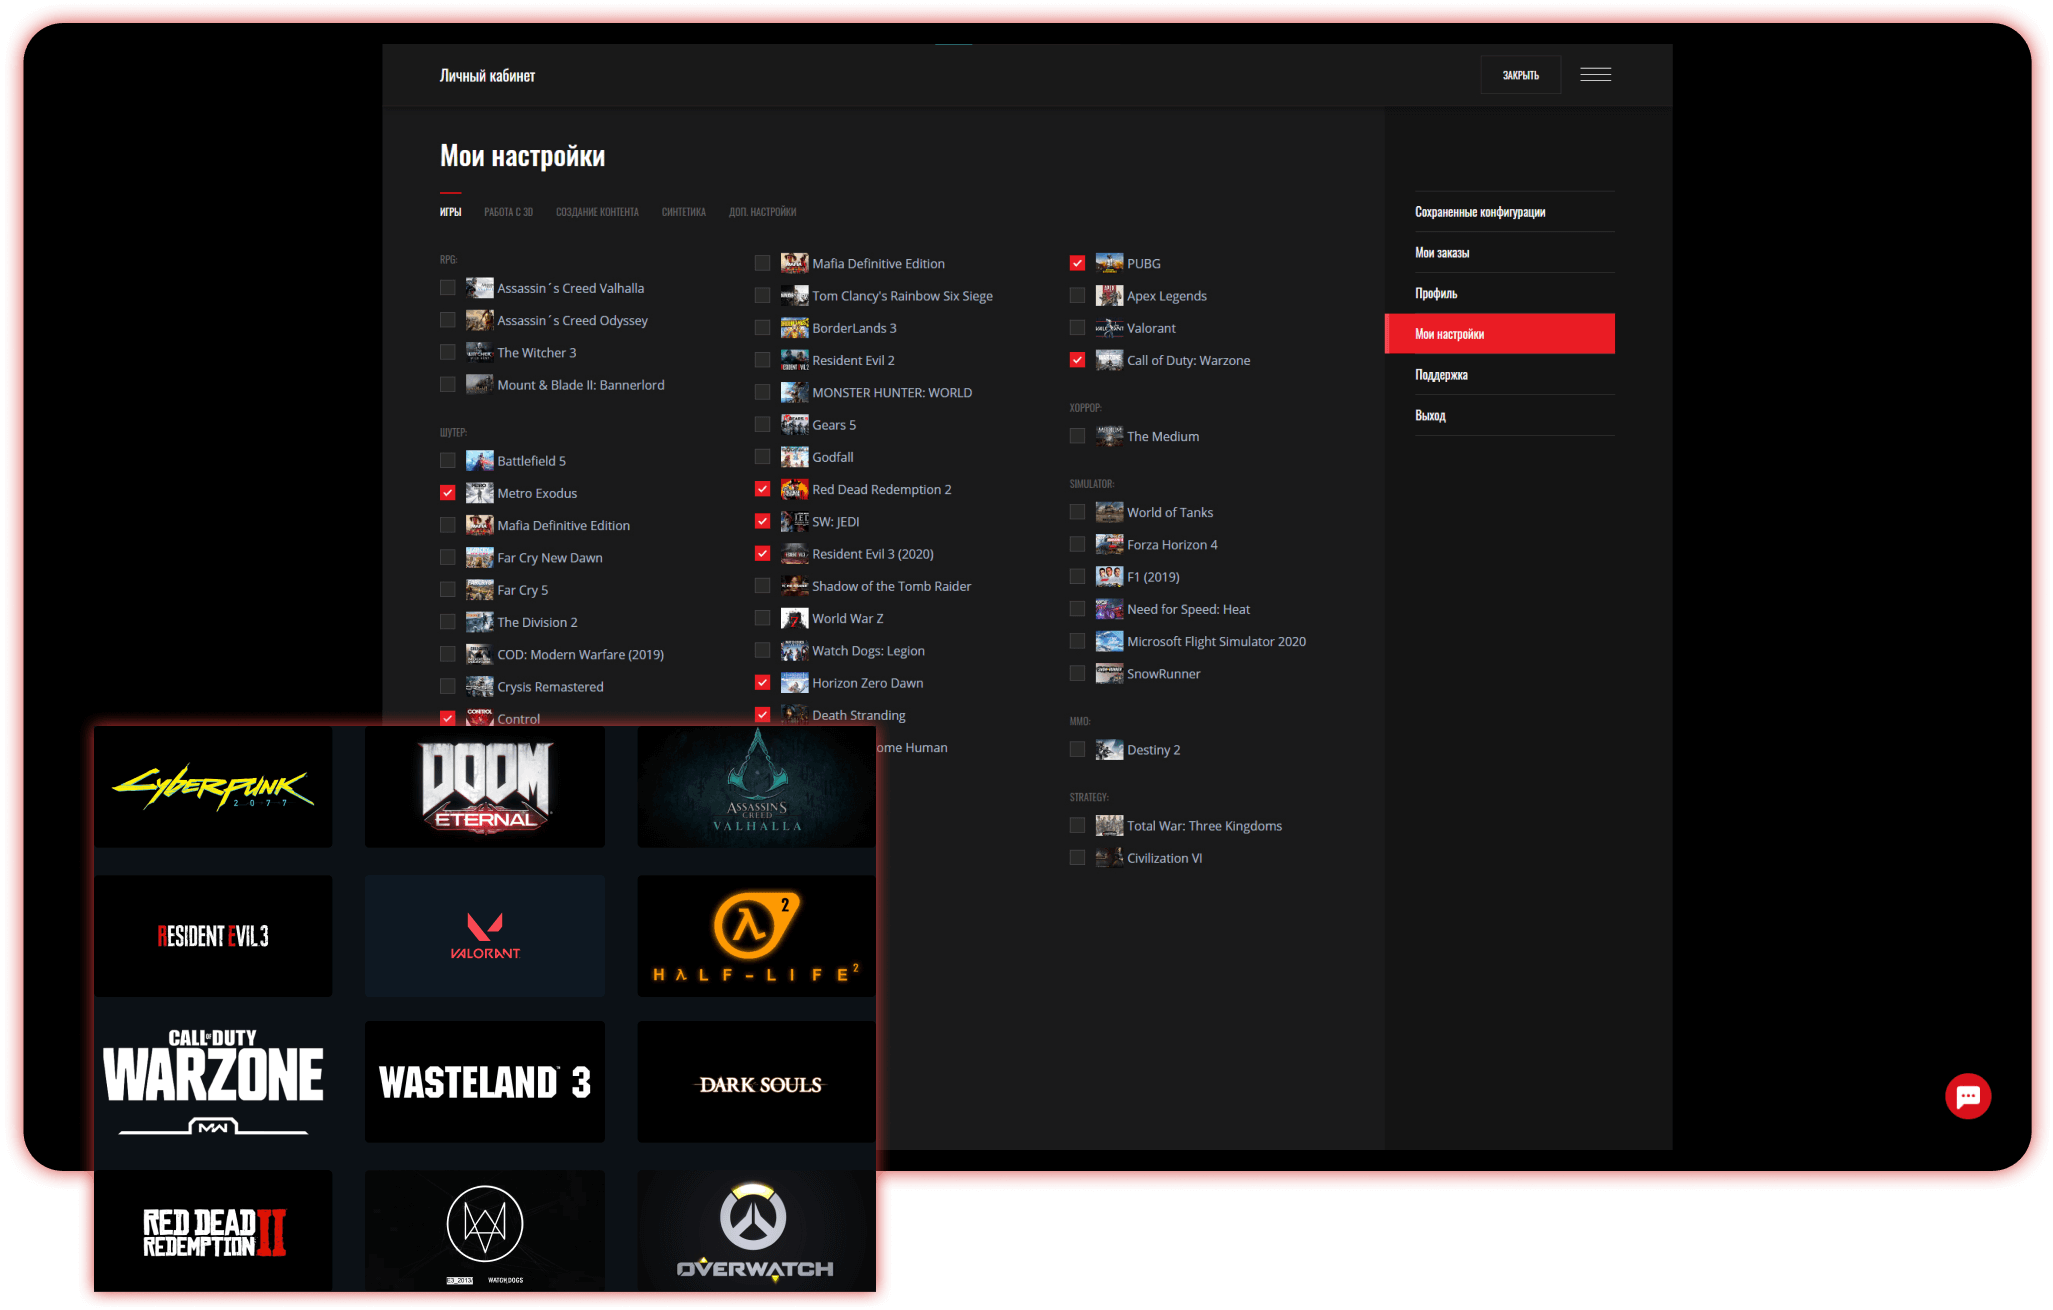 Личный кабинет
ЗАКРЫТЬ
Мои настройки
ИГРЫ
РАБОТА С 3D
СОЗДАНИЕ КОНТЕНТА
СИНТЕТИКА
ДОП. НАСТРОЙКИ
RPG:
Assassin´s Creed Valhalla
Assassin´s Creed Odyssey
The Witcher 3
Mount & Blade II: Bannerlord
ШУТЕР:
Battlefield 5
Metro Exodus
Mafia Definitive Edition
Far Cry New Dawn
Far Cry 5
The Division 2
COD: Modern Warfare (2019)
Crysis Remastered
Control
Mafia Definitive Edition
Tom Clancy's Rainbow Six Siege
BorderLands 3
Resident Evil 2
MONSTER HUNTER: WORLD
Gears 5
Godfall
Red Dead Redemption 2
SW: JEDI
Resident Evil 3 (2020)
Shadow of the Tomb Raider
World War Z
Watch Dogs: Legion
Horizon Zero Dawn
Death Stranding
ome Human
PUBG
Apex Legends
Valorant
Call of Duty: Warzone
ХОРРОР:
The Medium
SIMULATOR:
World of Tanks
Forza Horizon 4
F1 (2019)
Need for Speed: Heat
Microsoft Flight Simulator 2020
SnowRunner
MMO:
Destiny 2
STRATEGY:
Total War: Three Kingdoms
Civilization VI
Сохраненные конфигурации
Мои заказы
Профиль
Мои настройки
Поддержка
Выход
CYBERPUNK
2077
DOOM
ETERNAL
ASSASSIN'S
CREED
VALHALLA
RESIDENT EVIL 3
VALORANT
2
HλLF-LIFE 2
CALL OF DUTY
WARZONE
MW
WASTELAND 3
DARK SOULS
RED DEAD
REDEMPTION II
WATCH_DOGS
OVERWATCH